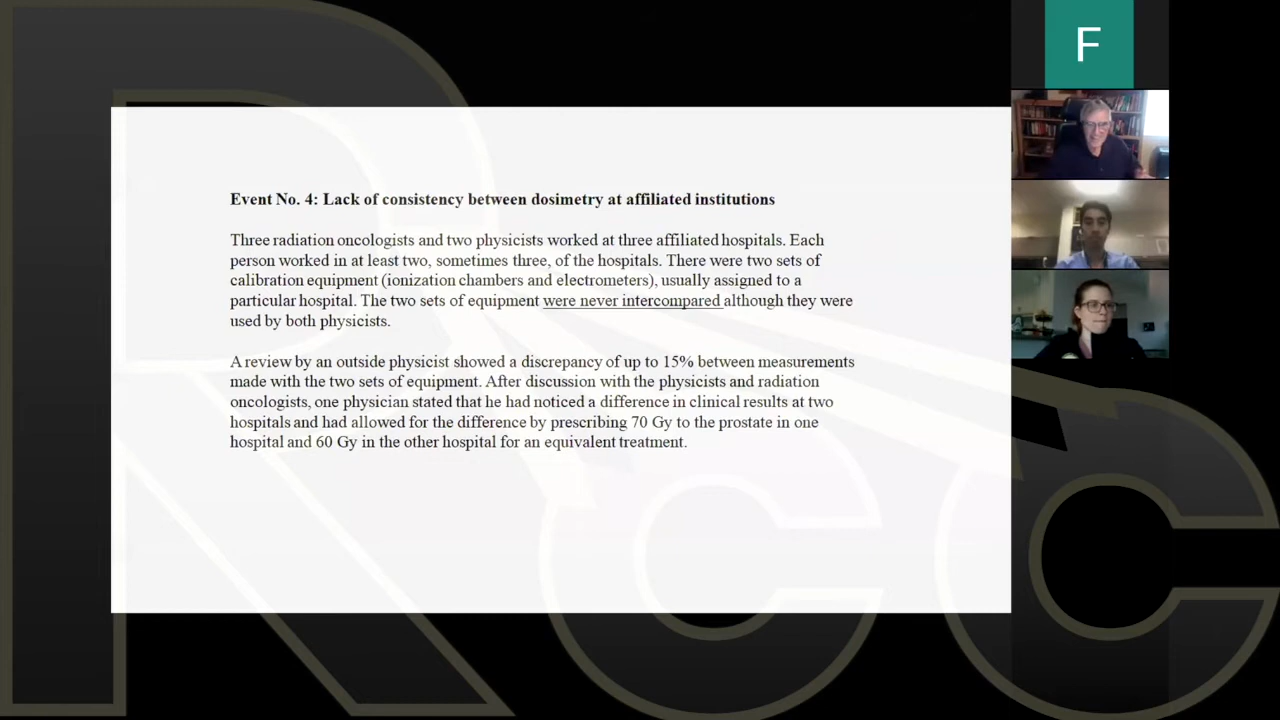 F
Event No. 4: Lack of consistency between dosimetry at affiliated institutions
Three radiation oncologists and two physicists worked at three affiliated hospitals. Each
person worked in at least two, sometimes three, of the hospitals. There were two sets of
calibration equipment (ionization chambers and electrometers), usually assigned to a
particular hospital. The two sets of equipment were never intercompared although they were
used by both physicists.
A review by an outside physicist showed a discrepancy of up to 15% between measurements
made with the two sets of equipment. After discussion with the physicists and radiation
oncologists, one physician stated that he had noticed a difference in clinical results at two
hospitals and had allowed for the difference by prescribing 70 Gy to the prostate in one
hospital and 60 Gy in the other hospital for an equivalent treatment.
Rcc